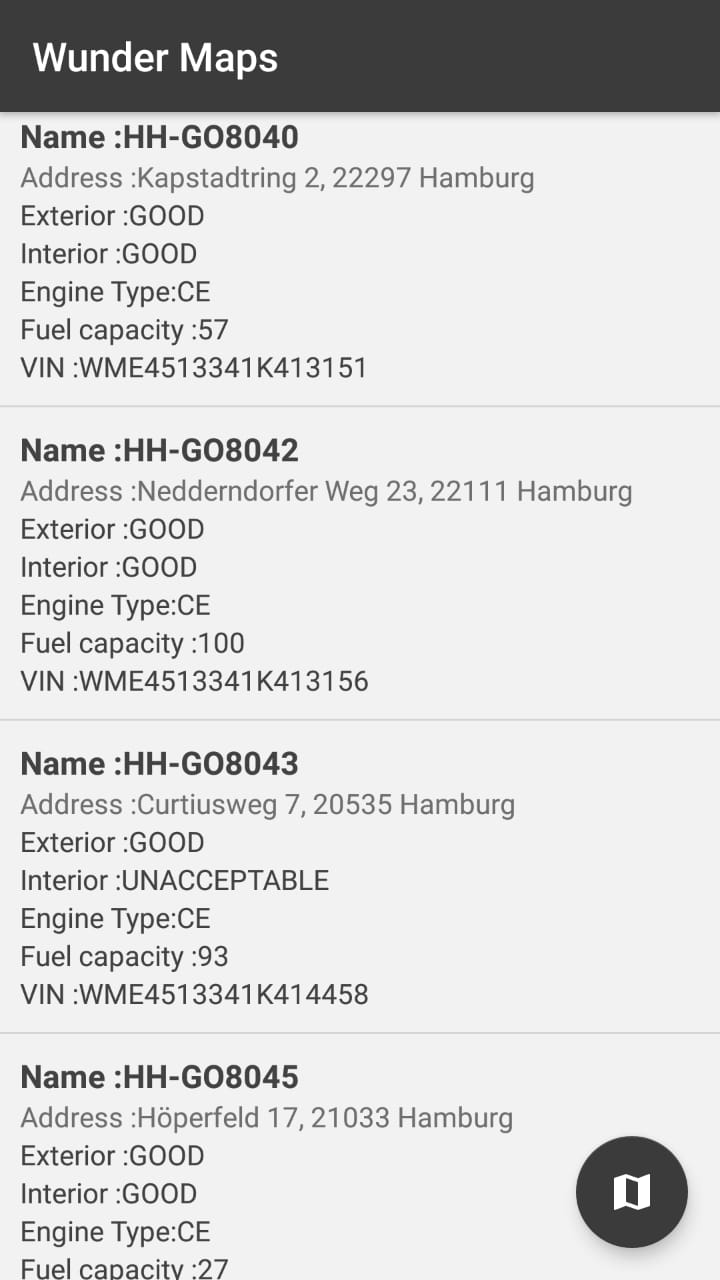 Wunder Maps
Name :HH-GO8040
Address :Kapstadtring 2, 22297 Hamburg
Exterior :GOOD
Interior :GOOD
Engine Type:CE
Fuel capacity :57
VIN :WME4513341K413151
Name :HH-GO8042
Address :Nedderndorfer Weg 23, 22111 Hamburg
Exterior :GOOD
Interior :GOOD
Engine Type:CE
Fuel capacity :100
VIN :WME4513341K413156
Name :HH-GO8043
Address :Curtiusweg 7, 20535 Hamburg
Exterior :GOOD
Interior :UNACCEPTABLE
Engine Type:CE
Fuel capacity :93
VIN :WME4513341K414458
Name :HH-GO8045
Address :Höperfeld 17, 21033 Hamburg
Exterior :GOOD
Interior :GOOD
Engine Type:CE
Fuel capacity :27